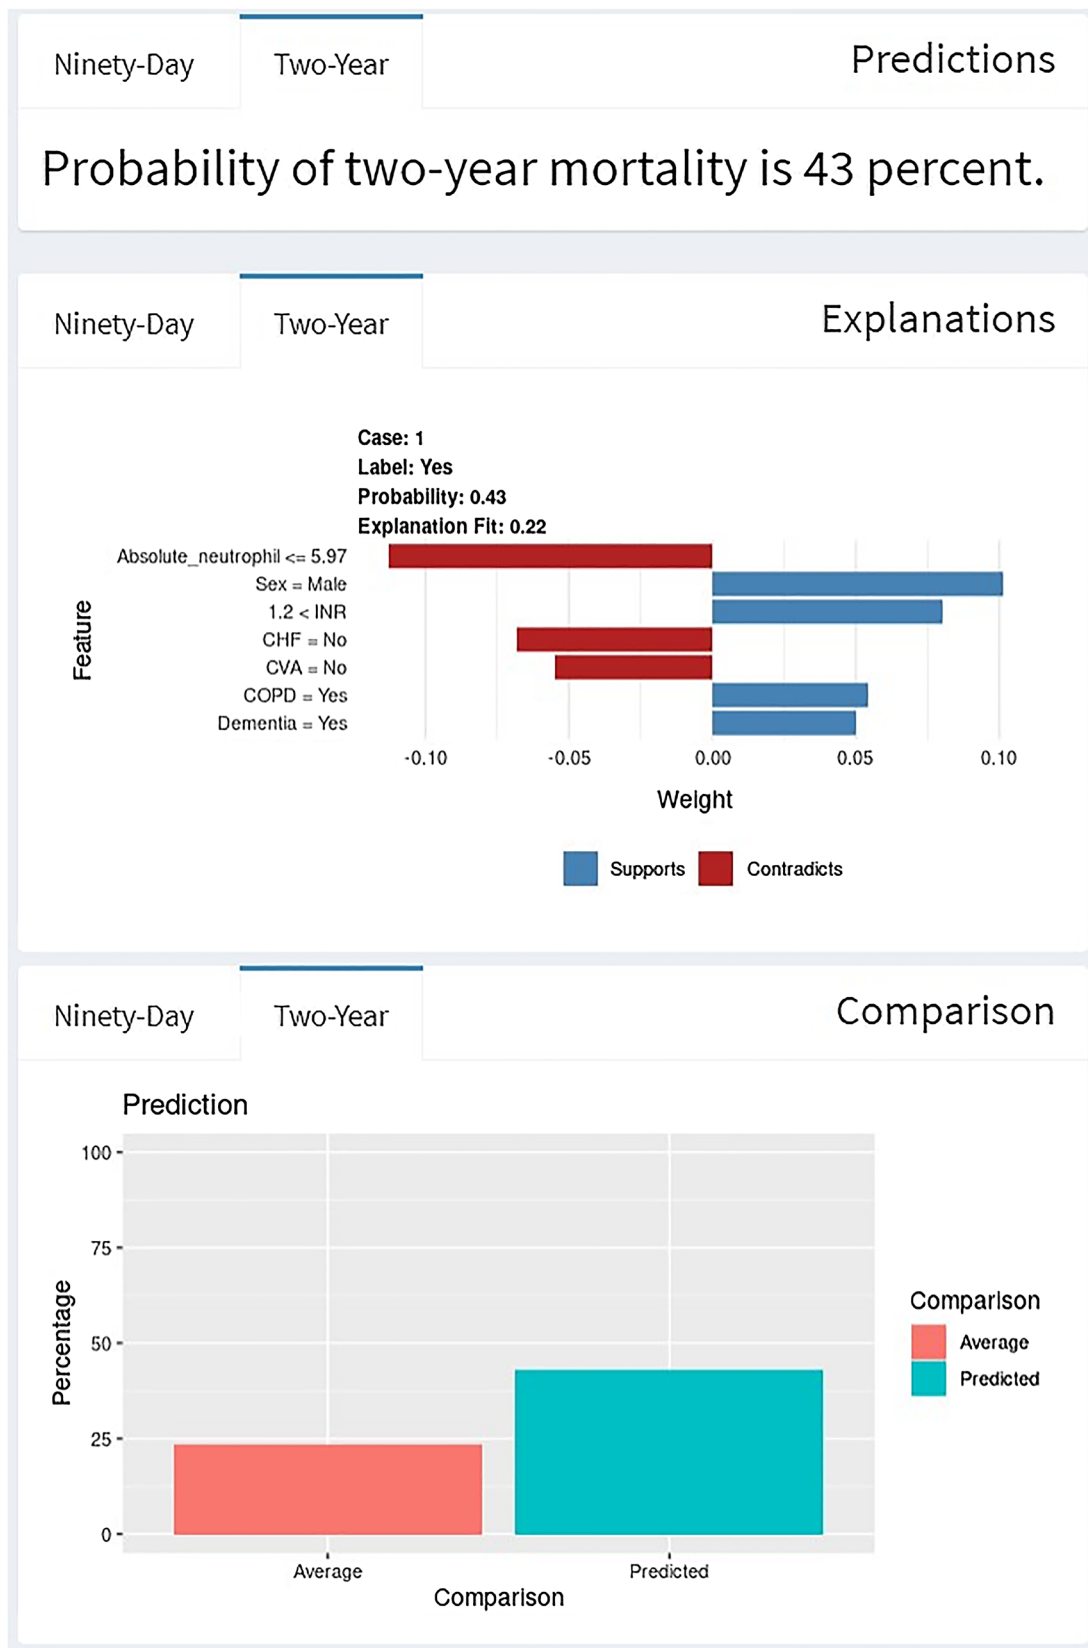 Ninety-Day Two-Year Predictions
Probability of two-year mortality is 43 percent.
Ninety-Day Two-Year Explanations
Case: 1
Label: Yes
Probability: 0.43
Explanation Fit: 0.22
Absolute_neutrophil <= 5.97
Sex = Male
1.2 < INR
CHF = No
CVA = No
COPD = Yes
Dementia = Yes
Feature
-0.10 -0.05 0.00 0.05 0.10
Weight
Supports Contradicts
Ninety-Day Two-Year Comparison
Prediction
100
75
50
25
0
Percentage
Average Predicted
Comparison
Comparison
Average
Predicted